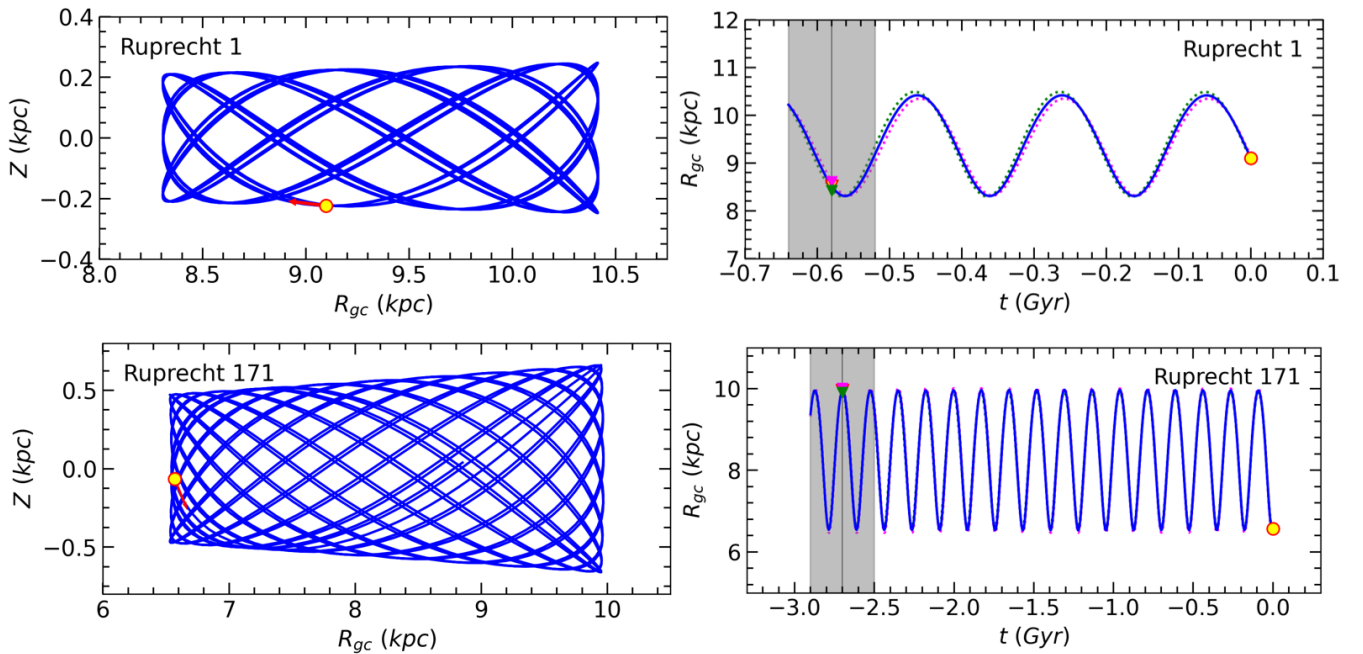 Ruprecht 1
0.4
0.2
0.0
−0.2
−0.4
Z (kpc)
8.0 8.5 9.0 9.5 10.0 10.5
R_gc (kpc)
Ruprecht 1
12
11
10
9
8
7
R_gc (kpc)
−0.7 −0.6 −0.5 −0.4 −0.3 −0.2 −0.1 0.0 0.1
t (Gyr)
Ruprecht 171
0.5
0.0
−0.5
Z (kpc)
6 7 8 9 10
R_gc (kpc)
Ruprecht 171
10
8
6
R_gc (kpc)
−3.0 −2.5 −2.0 −1.5 −1.0 −0.5 0.0
t (Gyr)